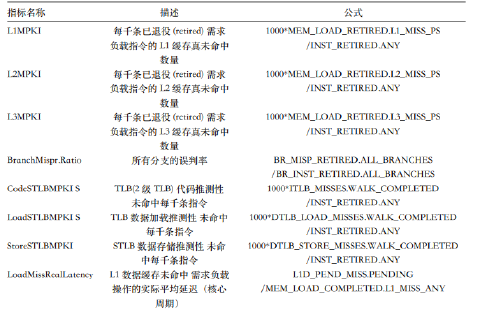 指标名称 描述 公式
L1MPKI 每千条已退役 (retired) 需求 1000*MEM_LOAD_RETIRED.L1_MISS_PS
负载指令的 L1 缓存真未命中 /INST_RETIRED.ANY
数量
L2MPKI 每千条已退役 (retired) 需求 1000*MEM_LOAD_RETIRED.L2_MISS_PS
负载指令的 L2 缓存真未命中 /INST_RETIRED.ANY
数量
L3MPKI 每千条已退役 (retired) 需求 1000*MEM_LOAD_RETIRED.L3_MISS_PS
负载指令的 L3 缓存真未命中 /INST_RETIRED.ANY
数量
BranchMispr.Ratio 所有分支的误判率 BR_MISP_RETIRED.ALL_BRANCHES
/BR_INST_RETIRED.ALL_BRANCHES
CodeSTLBMPKI S TLB(2 级 TLB) 代码推测性 1000*ITLB_MISSES.WALK_COMPLETED
未命中每千条指令 /INST_RETIRED.ANY
LoadSTLBMPKI S TLB 数据加载推测性 未命中 1000*DTLB_LOAD_MISSES.WALK_COMPLETED
每千条指令 /INST_RETIRED.ANY
StoreSTLBMPKI STLB 数据存储推测性 未命 1000*DTLB_STORE_MISSES.WALK_COMPLETED
中每千条指令 /INST_RETIRED.ANY
LoadMissRealLatency L1 数据缓存未命中 需求负载 L1D_PEND_MISS.PENDING
操作的实际平均延迟（核心 /MEM_LOAD_COMPLETED.L1_MISS_ANY
周期）